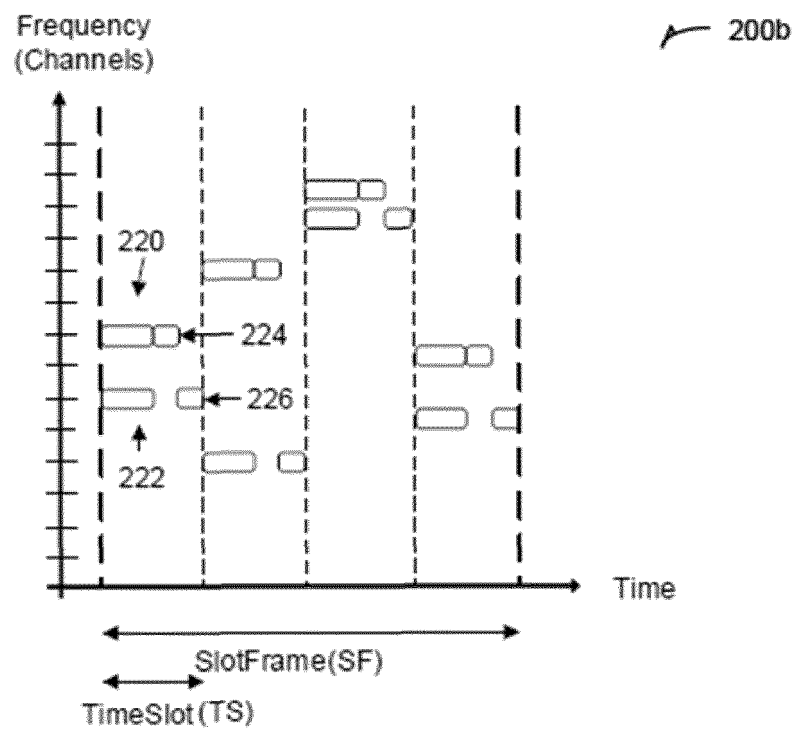 Frequency
(Channels)
200b
220
224
226
222
Time
SlotFrame(SF)
TimeSlot(TS)